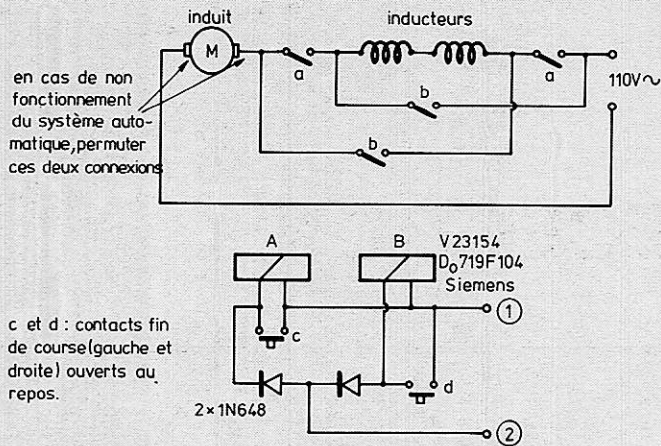 induit
inducteurs
M
a
a
b
b
110V~
en cas de non
fonctionnement
du système auto-
matique,permuter
ces deux connexions
A
B
V23154
D₀719F104
Siemens
1
c
c et d : contacts fin
de course(gauche et
droite) ouverts au
repos.
d
2×1N648
2